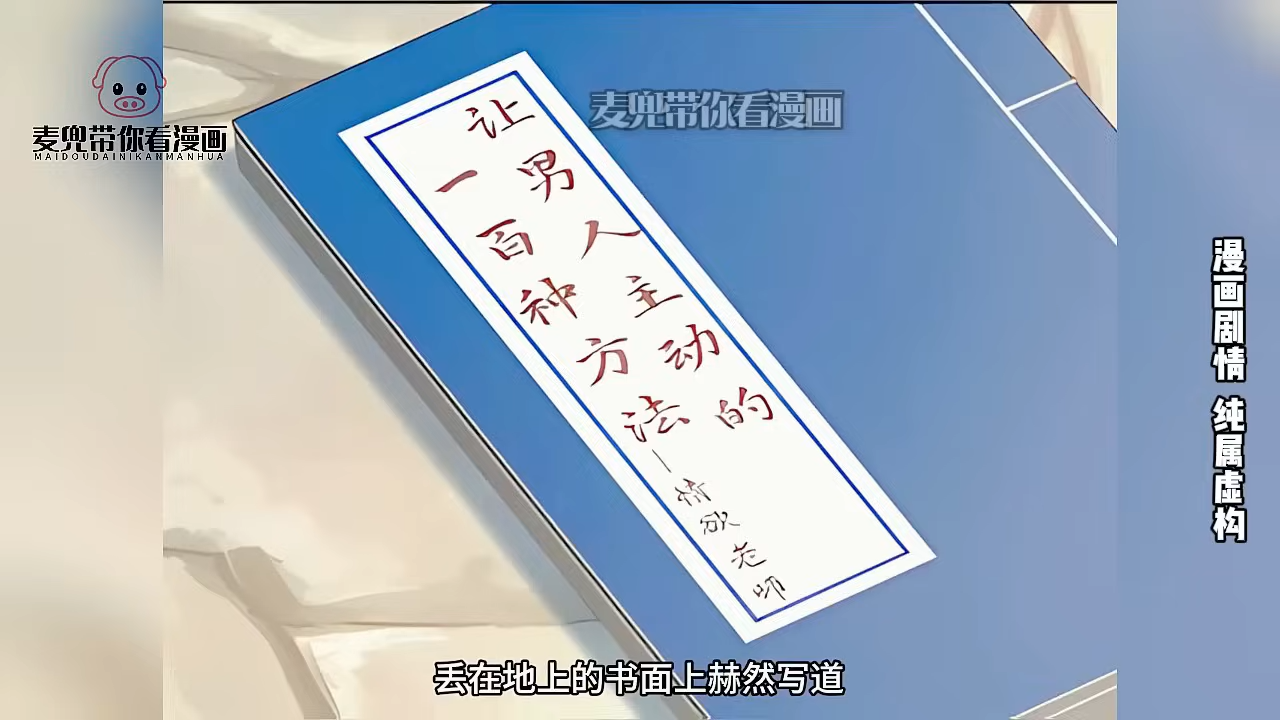 麦兜带你看漫画
MAIDOUDAINIKANMANHUA
麦兜带你看漫画
让男人主动的
一百种方法
—情欲老师
漫画剧情 纯属虚构
丢在地上的书面上赫然写道